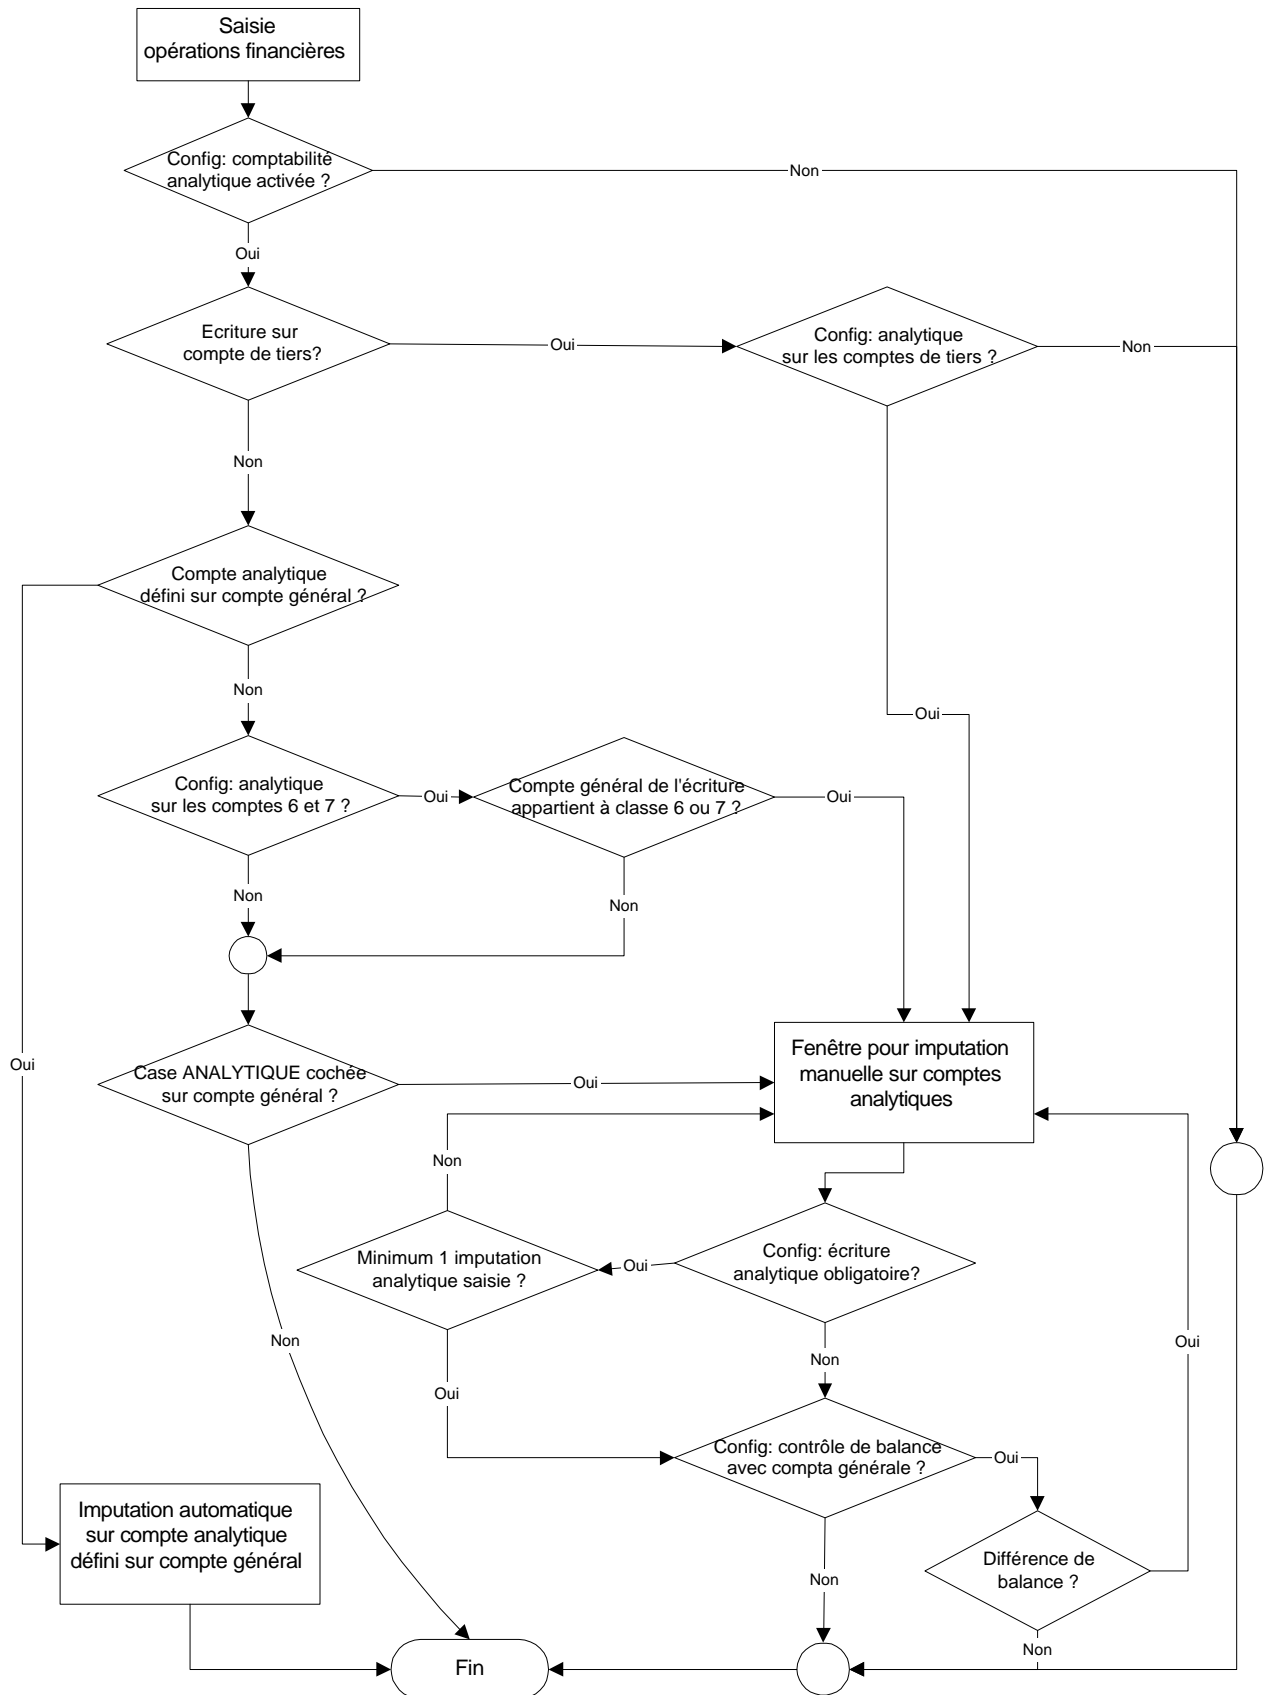 Saisie
opérations financières
Config: comptabilité
analytique activée ?
Non
Oui
Ecriture sur
compte de tiers?
Oui
Config: analytique
sur les comptes de tiers ?
Non
Non
Compte analytique
défini sur compte général ?
Non
Oui
Config: analytique
sur les comptes 6 et 7 ?
Oui
Compte général de l'écriture
appartient à classe 6 ou 7 ?
Oui
Non
Non
Oui
Case ANALYTIQUE cochée
sur compte général ?
Oui
Fenêtre pour imputation
manuelle sur comptes
analytiques
Non
Minimum 1 imputation
analytique saisie ?
Oui
Config: écriture
analytique obligatoire?
Non
Oui
Non
Oui
Config: contrôle de balance
avec compta générale ?
Oui
Imputation automatique
sur compte analytique
défini sur compte général
Différence de
balance ?
Non
Non
Fin